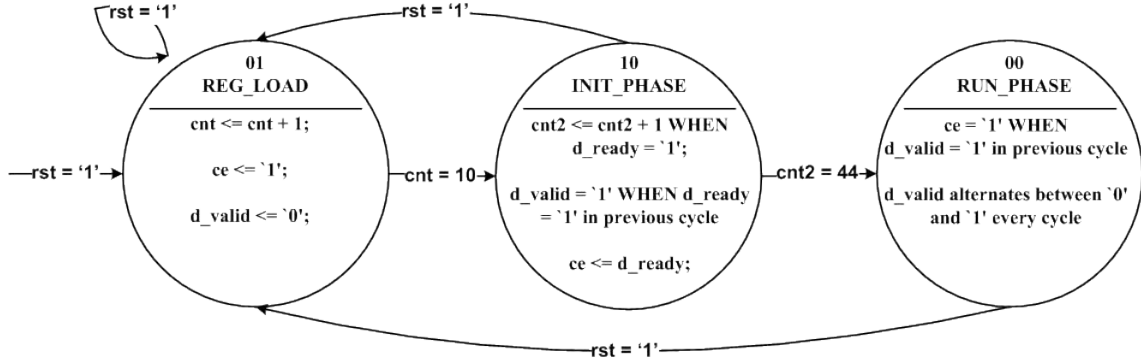 rst = ‘1’
rst = ‘1’
01
REG_LOAD
cnt <= cnt + 1;
ce <= `1';
d_valid <= `0';
10
INIT_PHASE
cnt2 <= cnt2 + 1 WHEN
d_ready = `1';
d_valid = `1' WHEN d_ready
= `1' in previous cycle
ce <= d_ready;
00
RUN_PHASE
ce = `1' WHEN
d_valid = `1' in previous cycle
d_valid alternates between `0'
and `1' every cycle
rst = ‘1’
cnt = 10
cnt2 = 44
rst = ‘1’